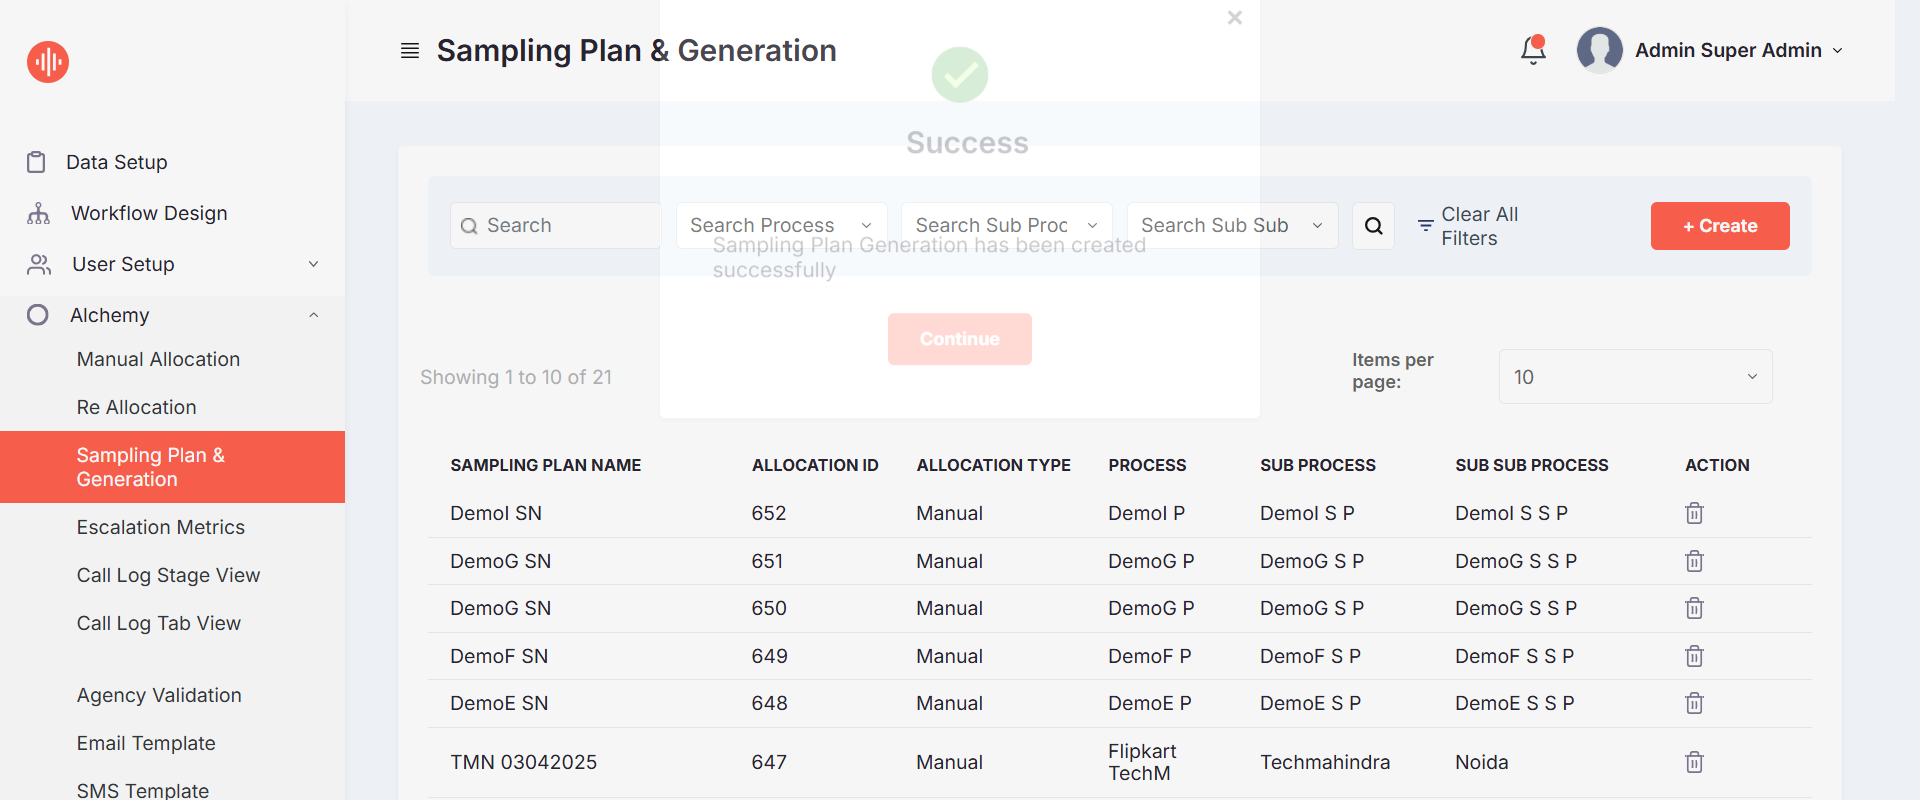 Sampling Plan & Generation
×
Admin Super Admin
Success
Data Setup
Workflow Design
User Setup
Alchemy
Manual Allocation
Re Allocation
Sampling Plan &
Generation
Escalation Metrics
Call Log Stage View
Call Log Tab View
Agency Validation
Email Template
SMS Template
Search
Search Process
Search Sub Proc
Search Sub Sub
Clear All
Filters
+ Create
Sampling Plan Generation has been created
successfully
Continue
Showing 1 to 10 of 21
Items per
page:
10
SAMPLING PLAN NAME ALLOCATION ID ALLOCATION TYPE PROCESS SUB PROCESS SUB SUB PROCESS ACTION
DemoI SN 652 Manual DemoI P DemoI S P DemoI S S P
DemoG SN 651 Manual DemoG P DemoG S P DemoG S S P
DemoG SN 650 Manual DemoG P DemoG S P DemoG S S P
DemoF SN 649 Manual DemoF P DemoF S P DemoF S S P
DemoE SN 648 Manual DemoE P DemoE S P DemoE S S P
TMN 03042025 647 Manual Flipkart
TechM Techmahindra Noida